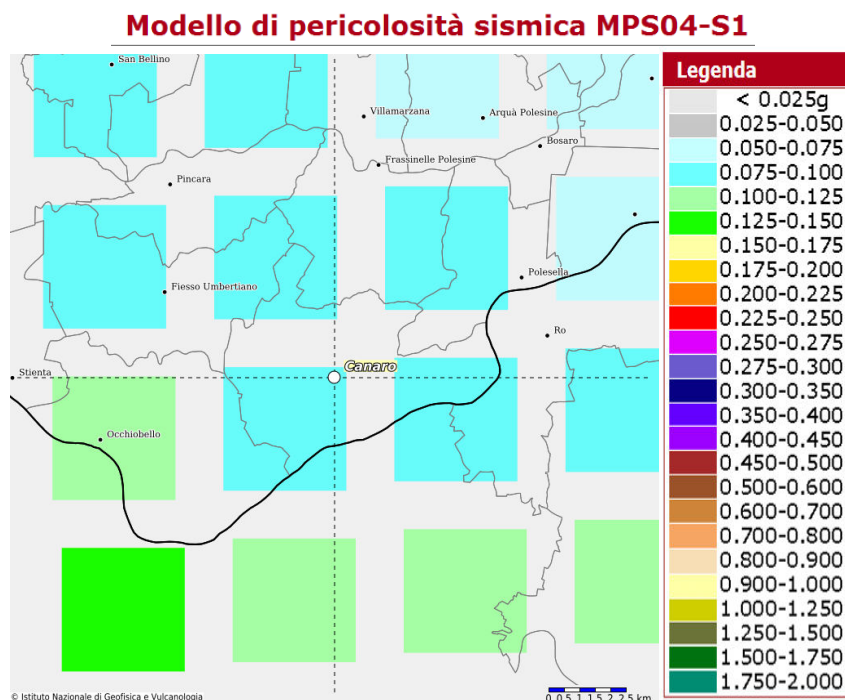 Modello di pericolosità sismica MPS04-S1
San Bellino
Villamarzana
Arquà Polesine
Bosaro
Frassinelle Polesine
Pincara
Polesella
Fiesso Umbertiano
Ro
Canaro
Stienta
Occhiobello
© Istituto Nazionale di Geofisica e Vulcanologia
0 0.5 1 1.5 2 2.5 km
Legenda
< 0.025g
0.025-0.050
0.050-0.075
0.075-0.100
0.100-0.125
0.125-0.150
0.150-0.175
0.175-0.200
0.200-0.225
0.225-0.250
0.250-0.275
0.275-0.300
0.300-0.350
0.350-0.400
0.400-0.450
0.450-0.500
0.500-0.600
0.600-0.700
0.700-0.800
0.800-0.900
0.900-1.000
1.000-1.250
1.250-1.500
1.500-1.750
1.750-2.000